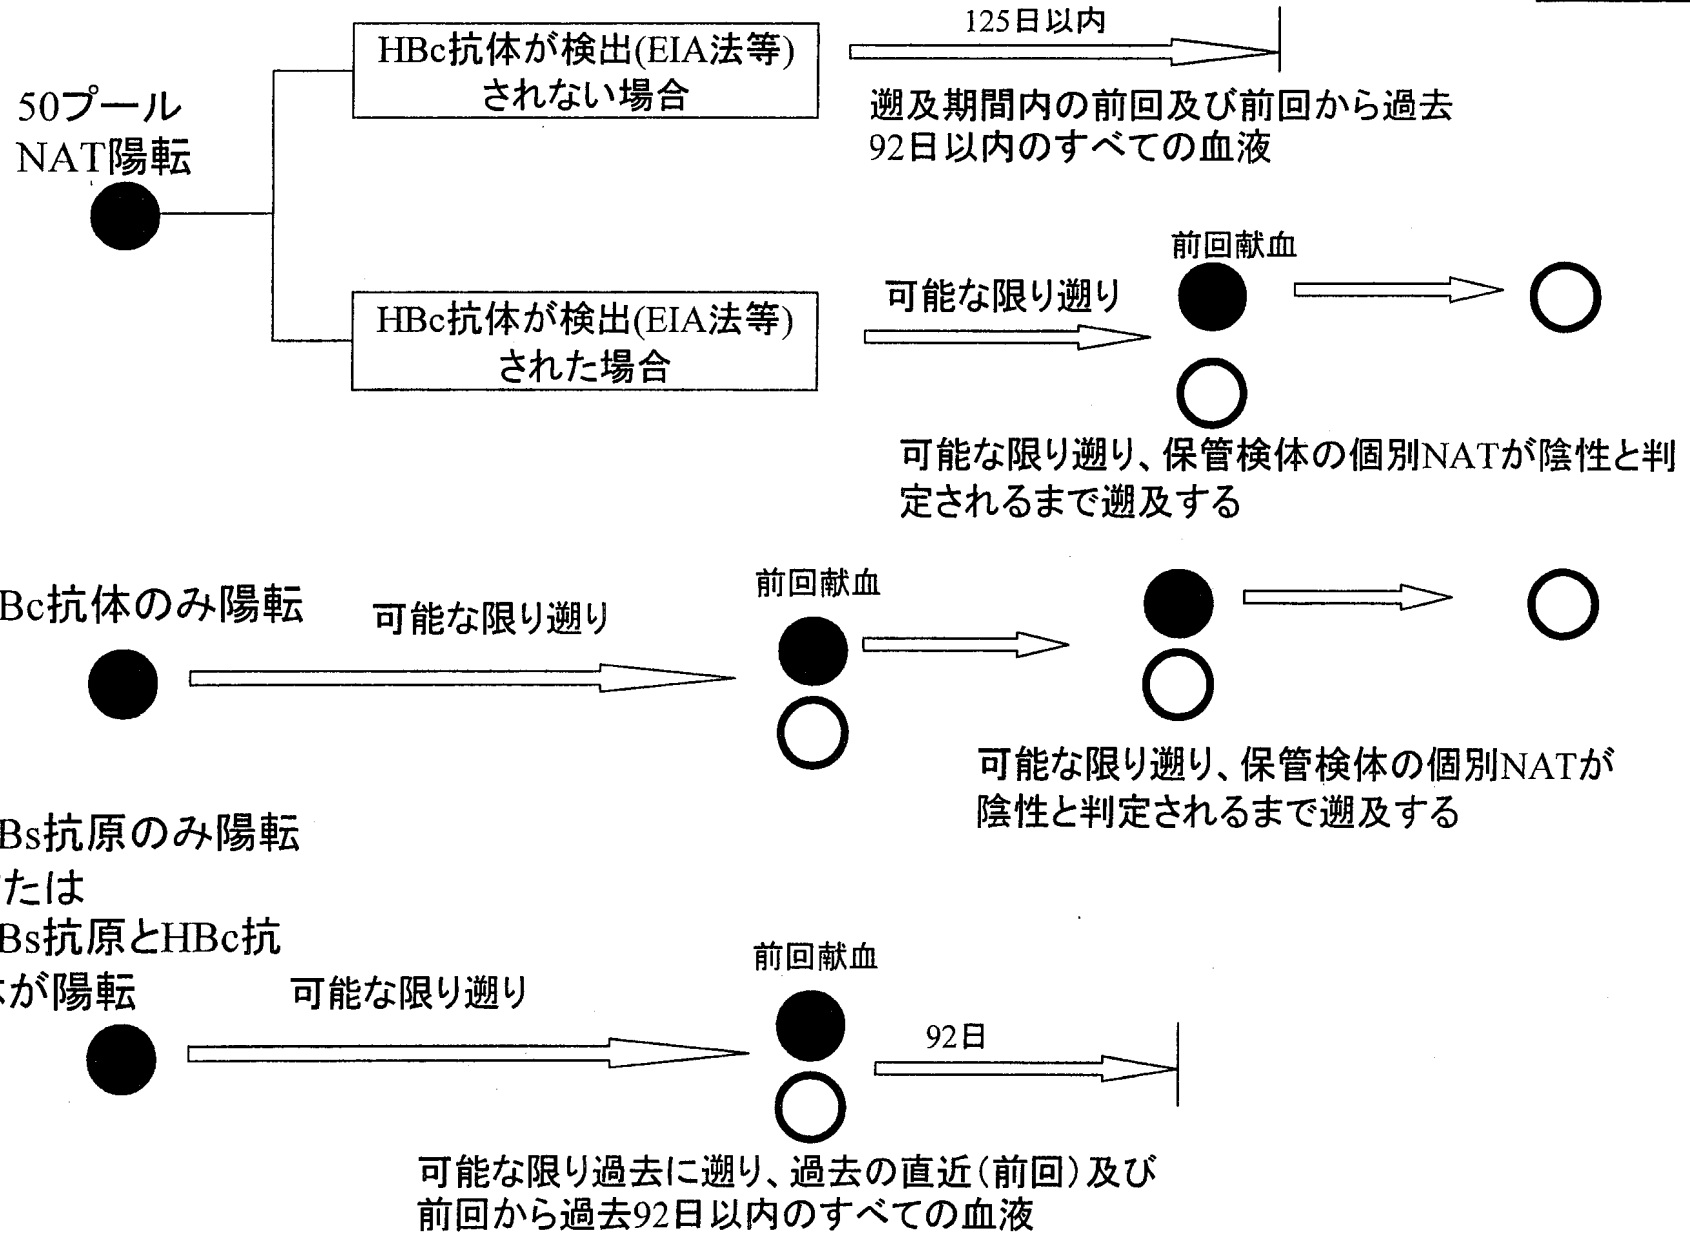 50プール
NAT陽転
HBc抗体が検出(EIA法等)
されない場合
125日以内
遡及期間内の前回及び前回から過去
92日以内のすべての血液
HBc抗体が検出(EIA法等)
された場合
可能な限り遡り
前回献血
可能な限り遡り、保管検体の個別NATが陰性と判
定されるまで遡及する
Bc抗体のみ陽転
可能な限り遡り
前回献血
可能な限り遡り、保管検体の個別NATが
陰性と判定されるまで遡及する
Bs抗原のみ陽転
たは
Bs抗原とHBc抗
が陽転
可能な限り遡り
前回献血
92日
可能な限り過去に遡り、過去の直近(前回)及び
前回から過去92日以内のすべての血液